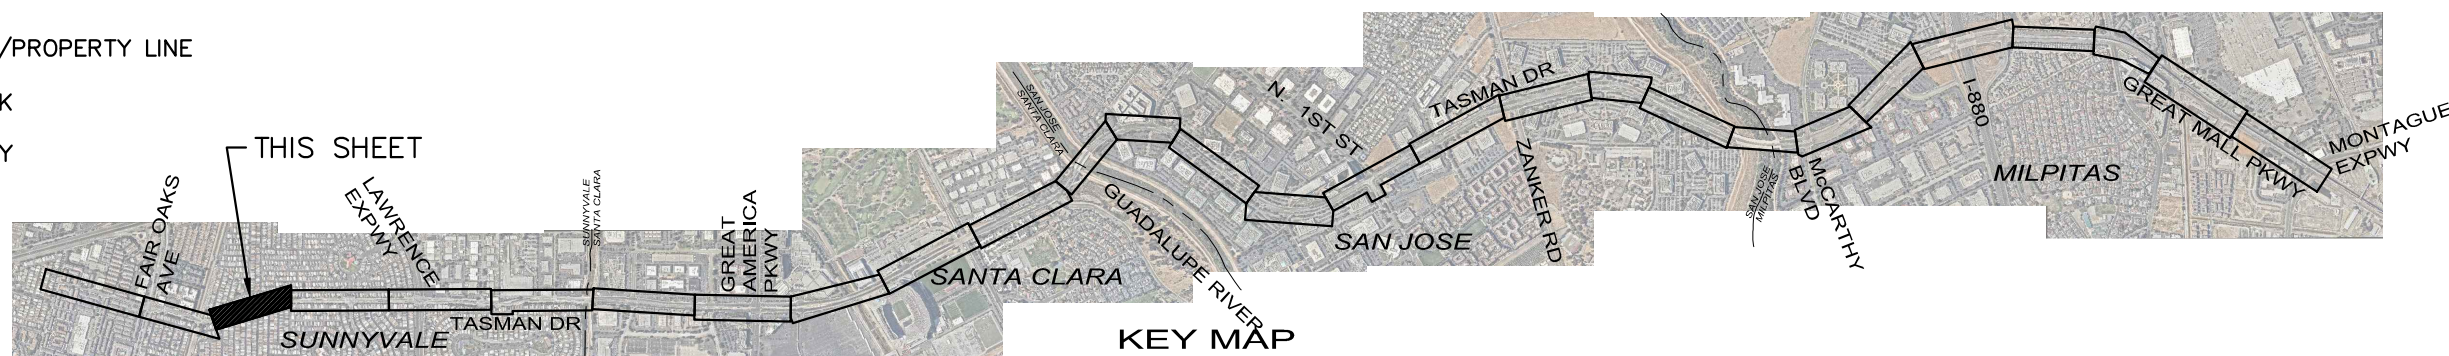 /PROPERTY LINE
K
Y
THIS SHEET
FAIR OAKS
AVE
LAWRENCE
EXPWY
SUNNYVALE
SANTA CLARA
GREAT
AMERICA
PKWY
TASMAN DR
SUNNYVALE
SAN JOSE
SANTA CLARA
SANTA CLARA
GUADALUPE RIVER
N. 1ST ST
TASMAN DR
SAN JOSE
ZANKER RD
SAN JOSE
MILPITAS
McCARTHY
BLVD
I-880
MILPITAS
GREAT MALL PKWY
MONTAGUE
EXPWY
KEY MAP